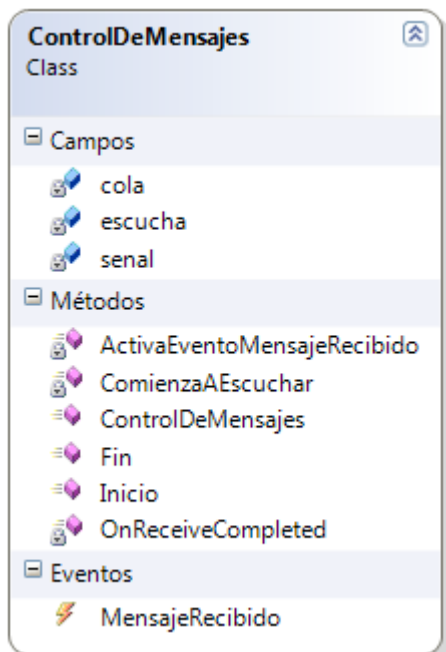 ControlDeMensajes
Class
Campos
cola
escucha
senal
Métodos
ActivaEventoMensajeRecibido
ComienzaAEscuchar
ControlDeMensajes
Fin
Inicio
OnReceiveCompleted
Eventos
MensajeRecibido